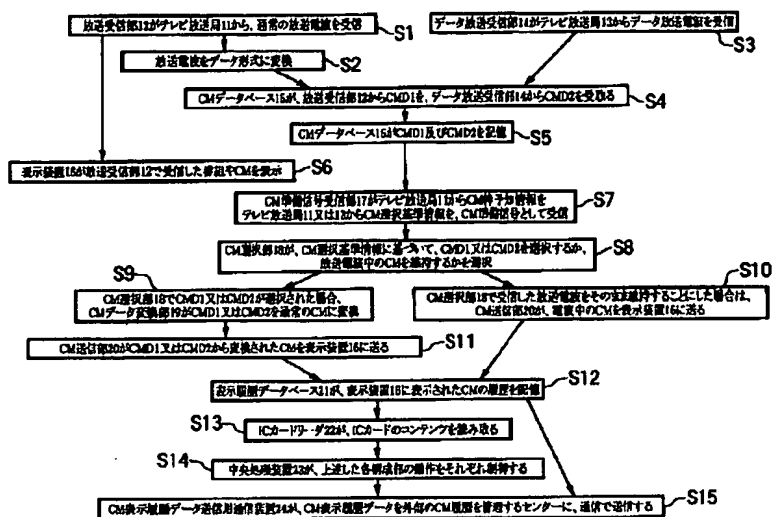 放送受信部12がテレビ放送局11から、通常の放送電波を受信
S1
データ放送受信部14がテレビ放送局13からデータ放送電波を受信
S3
放送電波をデータ形式に変換
S2
CMデータベース15が、放送受信部12からCMD1を、データ放送受信部14からCMD2を受取る
S4
CMデータベース15がCMD1及びCMD2を記憶
S5
表示装置16が放送受信部12で受信した番組やCMを表示
S6
CM準備信号受信部17がテレビ放送局11からCM時予知情報を
テレビ放送局11又は13からCM選択基準情報を、CM準備信号として受信
S7
CM選択部18が、CM選択基準情報に基づいて、CMD1又はCMD2を選択するか、
放送電波中のCMを維持するかを選択
S8
S9
CM選択部18でCMD1又はCMD2が選択された場合、
CMデータ変換部19がCMD1又はCMD2を通常のCMに変換
S10
CM選択部18で受信した放送電波をそのまま維持することにした場合は、
CM送信部20が、電波中のCMを表示装置16に送る
CM送信部20がCMD1又はCMD2から変換されたCMを表示装置16に送る
S11
表示履歴データベース21が、表示装置16に表示されたCMの履歴を記憶
S12
S13
ICカードリーダ22が、ICカードのコンテンツを読み取る
S14
中央処理装置23が、上述した各構成部の動作をそれぞれ制御する
CM表示履歴データ送信用通信装置24が、CM表示履歴データを外部のCM履歴を管理するセンターに、通信で送信する
S15